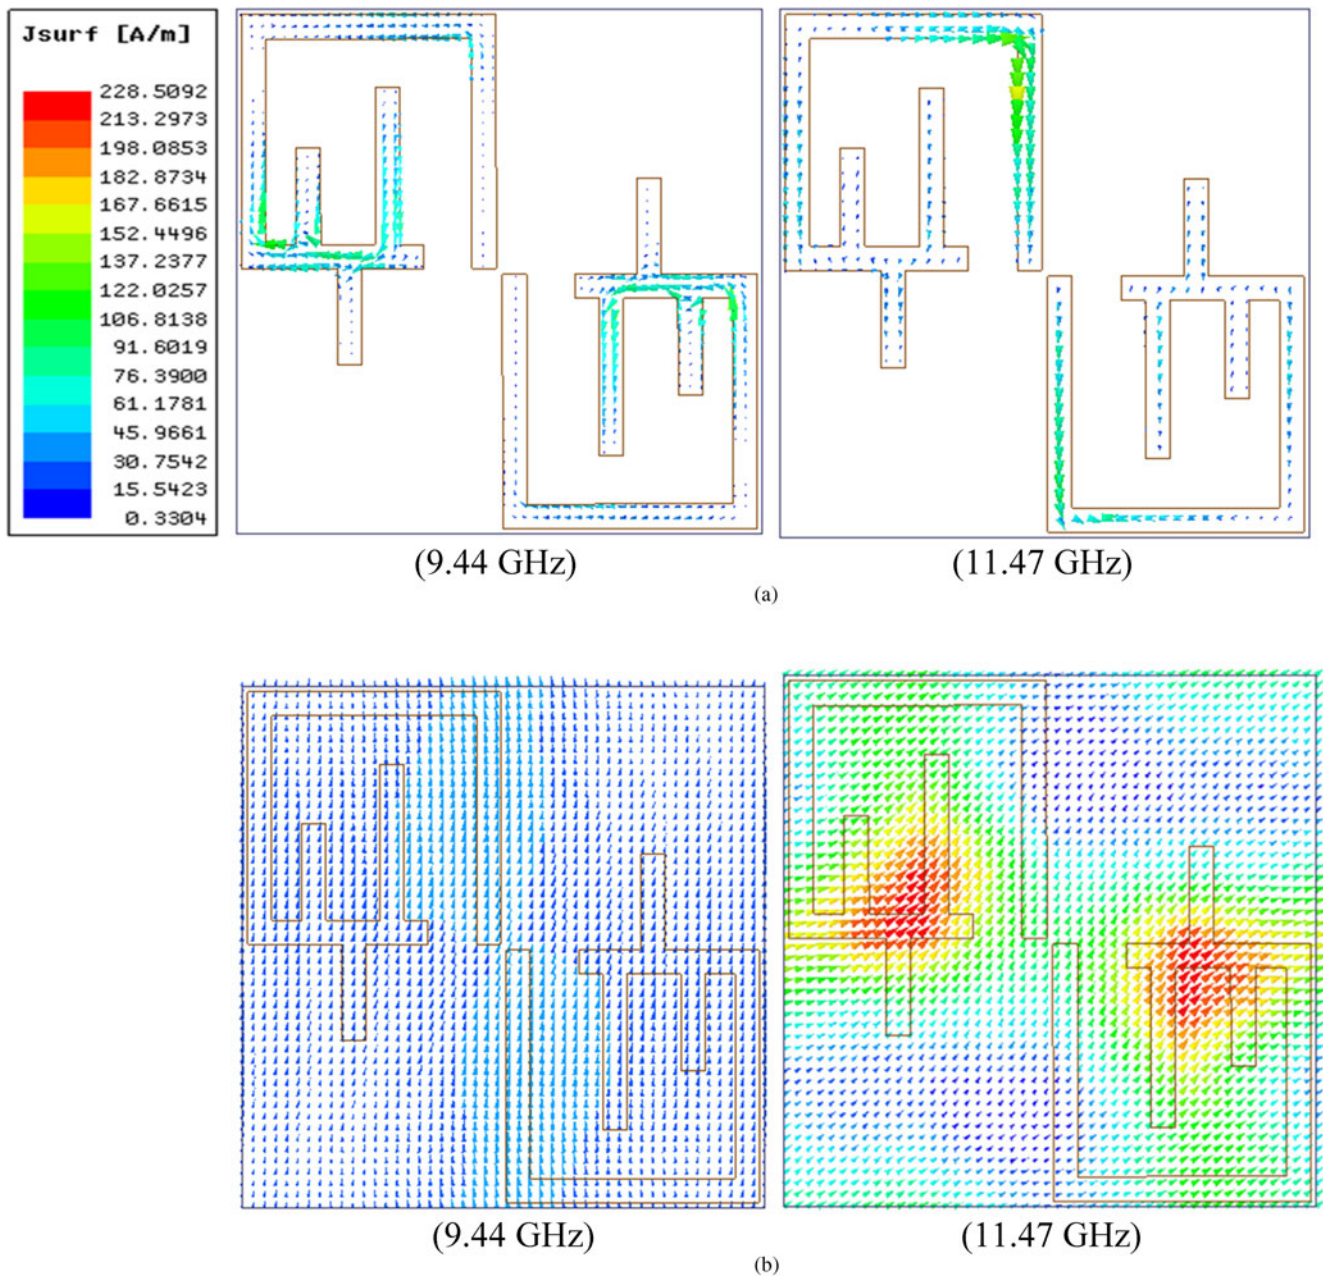 Jsurf [A/m]
228.5092
213.2973
198.0853
182.8734
167.6615
152.4496
137.2377
122.0257
106.8138
91.6019
76.3900
61.1781
45.9661
30.7542
15.5423
0.3304
(9.44 GHz)
(11.47 GHz)
(a)
(9.44 GHz)
(11.47 GHz)
(b)